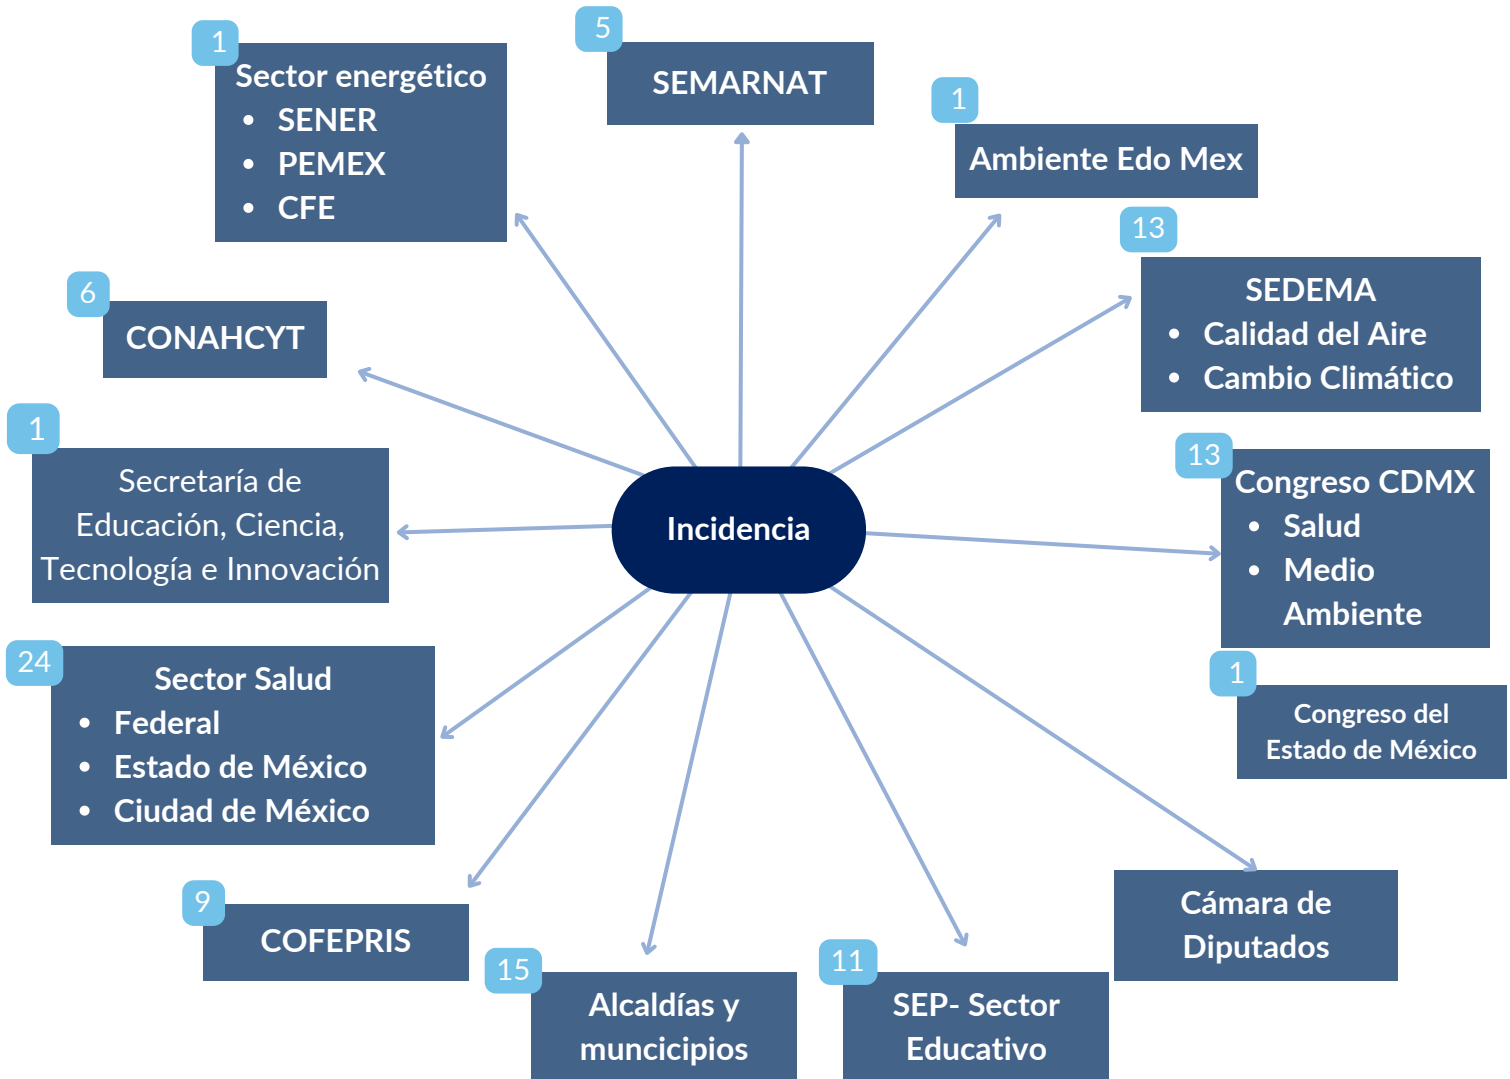 1
Sector energético
• SENER
• PEMEX
• CFE
5
SEMARNAT
1
Ambiente Edo Mex
13
SEDEMA
• Calidad del Aire
• Cambio Climático
6
CONAHCYT
1
Secretaría de
Educación, Ciencia,
Tecnología e Innovación
Incidencia
13
Congreso CDMX
• Salud
• Medio
Ambiente
24
Sector Salud
• Federal
• Estado de México
• Ciudad de México
1
Congreso del
Estado de México
9
COFEPRIS
15
Alcaldías y
muncicipios
11
SEP- Sector
Educativo
Cámara de
Diputados